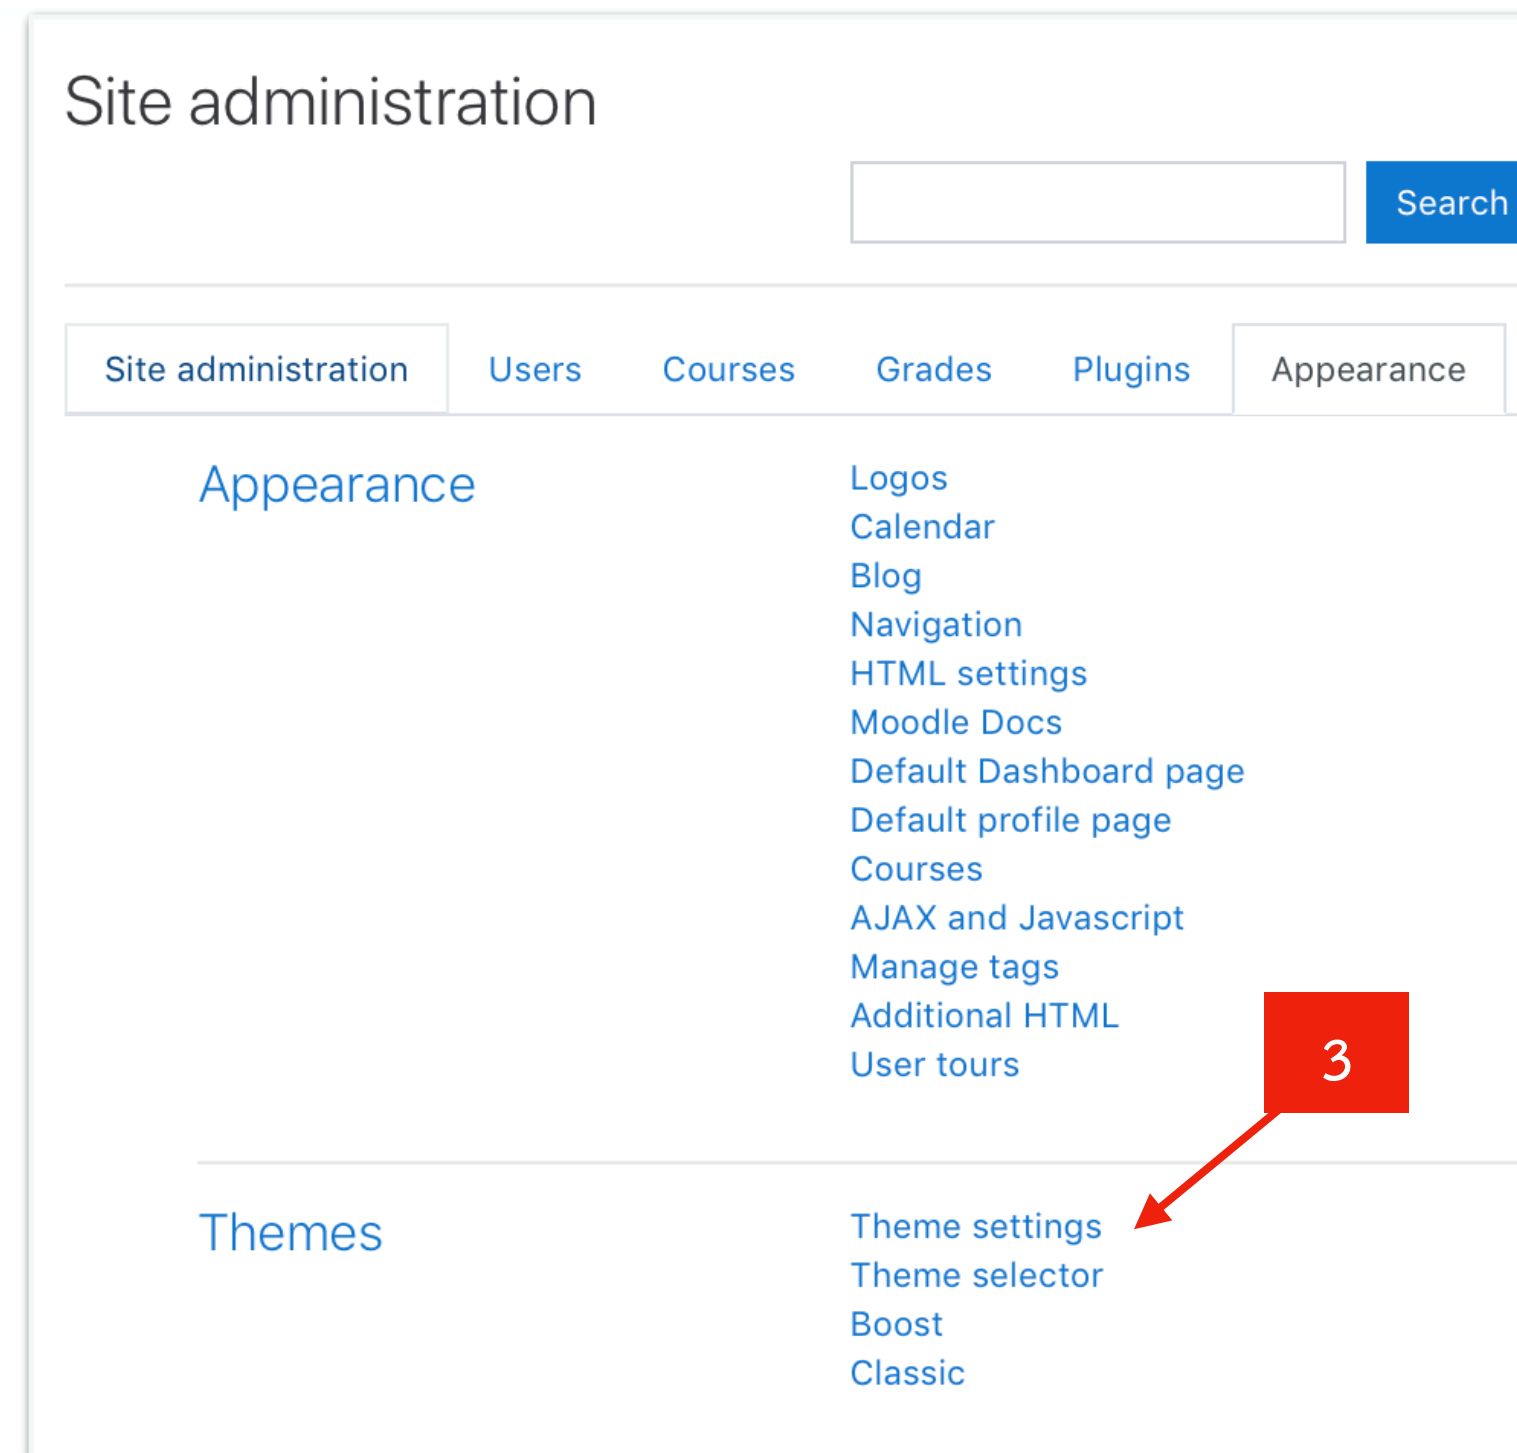 Site administration
Search
Site administration Users Courses Grades Plugins Appearance
Appearance
Logos
Calendar
Blog
Navigation
HTML settings
Moodle Docs
Default Dashboard page
Default profile page
Courses
AJAX and Javascript
Manage tags
Additional HTML
User tours
3
Themes
Theme settings
Theme selector
Boost
Classic